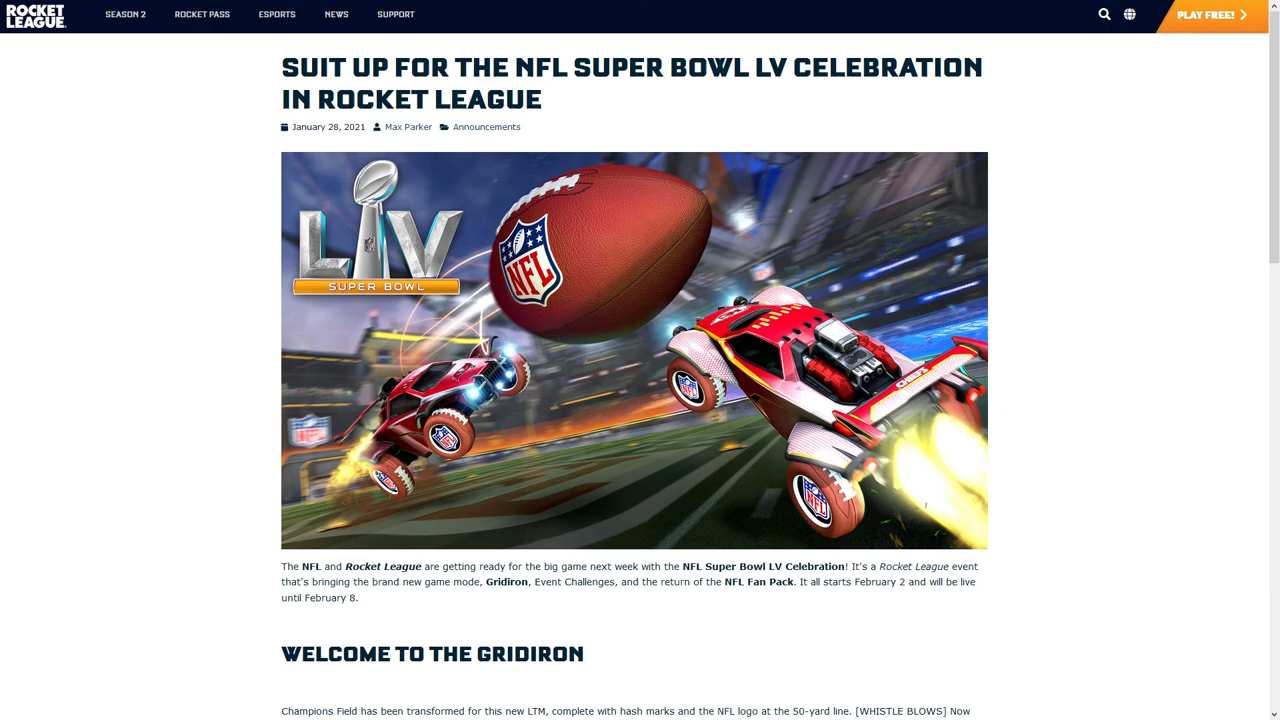 ROCKET
LEAGUE.
SEASON 2
ROCKET PASS
ESPORTS
NEWS
SUPPORT
PLAY FREE!
SUIT UP FOR THE NFL SUPER BOWL LV CELEBRATION
IN ROCKET LEAGUE
January 28, 2021
Max Parker
Announcements
LIV
SUPER BOWL
NFL
NFL
CHIEFS
NFL
NFL
NFL
The NFL and Rocket League are getting ready for the big game next week with the NFL Super Bowl LV Celebration! It's a Rocket League event
that's bringing the brand new game mode, Gridiron, Event Challenges, and the return of the NFL Fan Pack. It all starts February 2 and will be live
until February 8.
WELCOME TO THE GRIDIRON
Champions Field has been transformed for this new LTM, complete with hash marks and the NFL logo at the 50-yard line. [WHISTLE BLOWS] Now